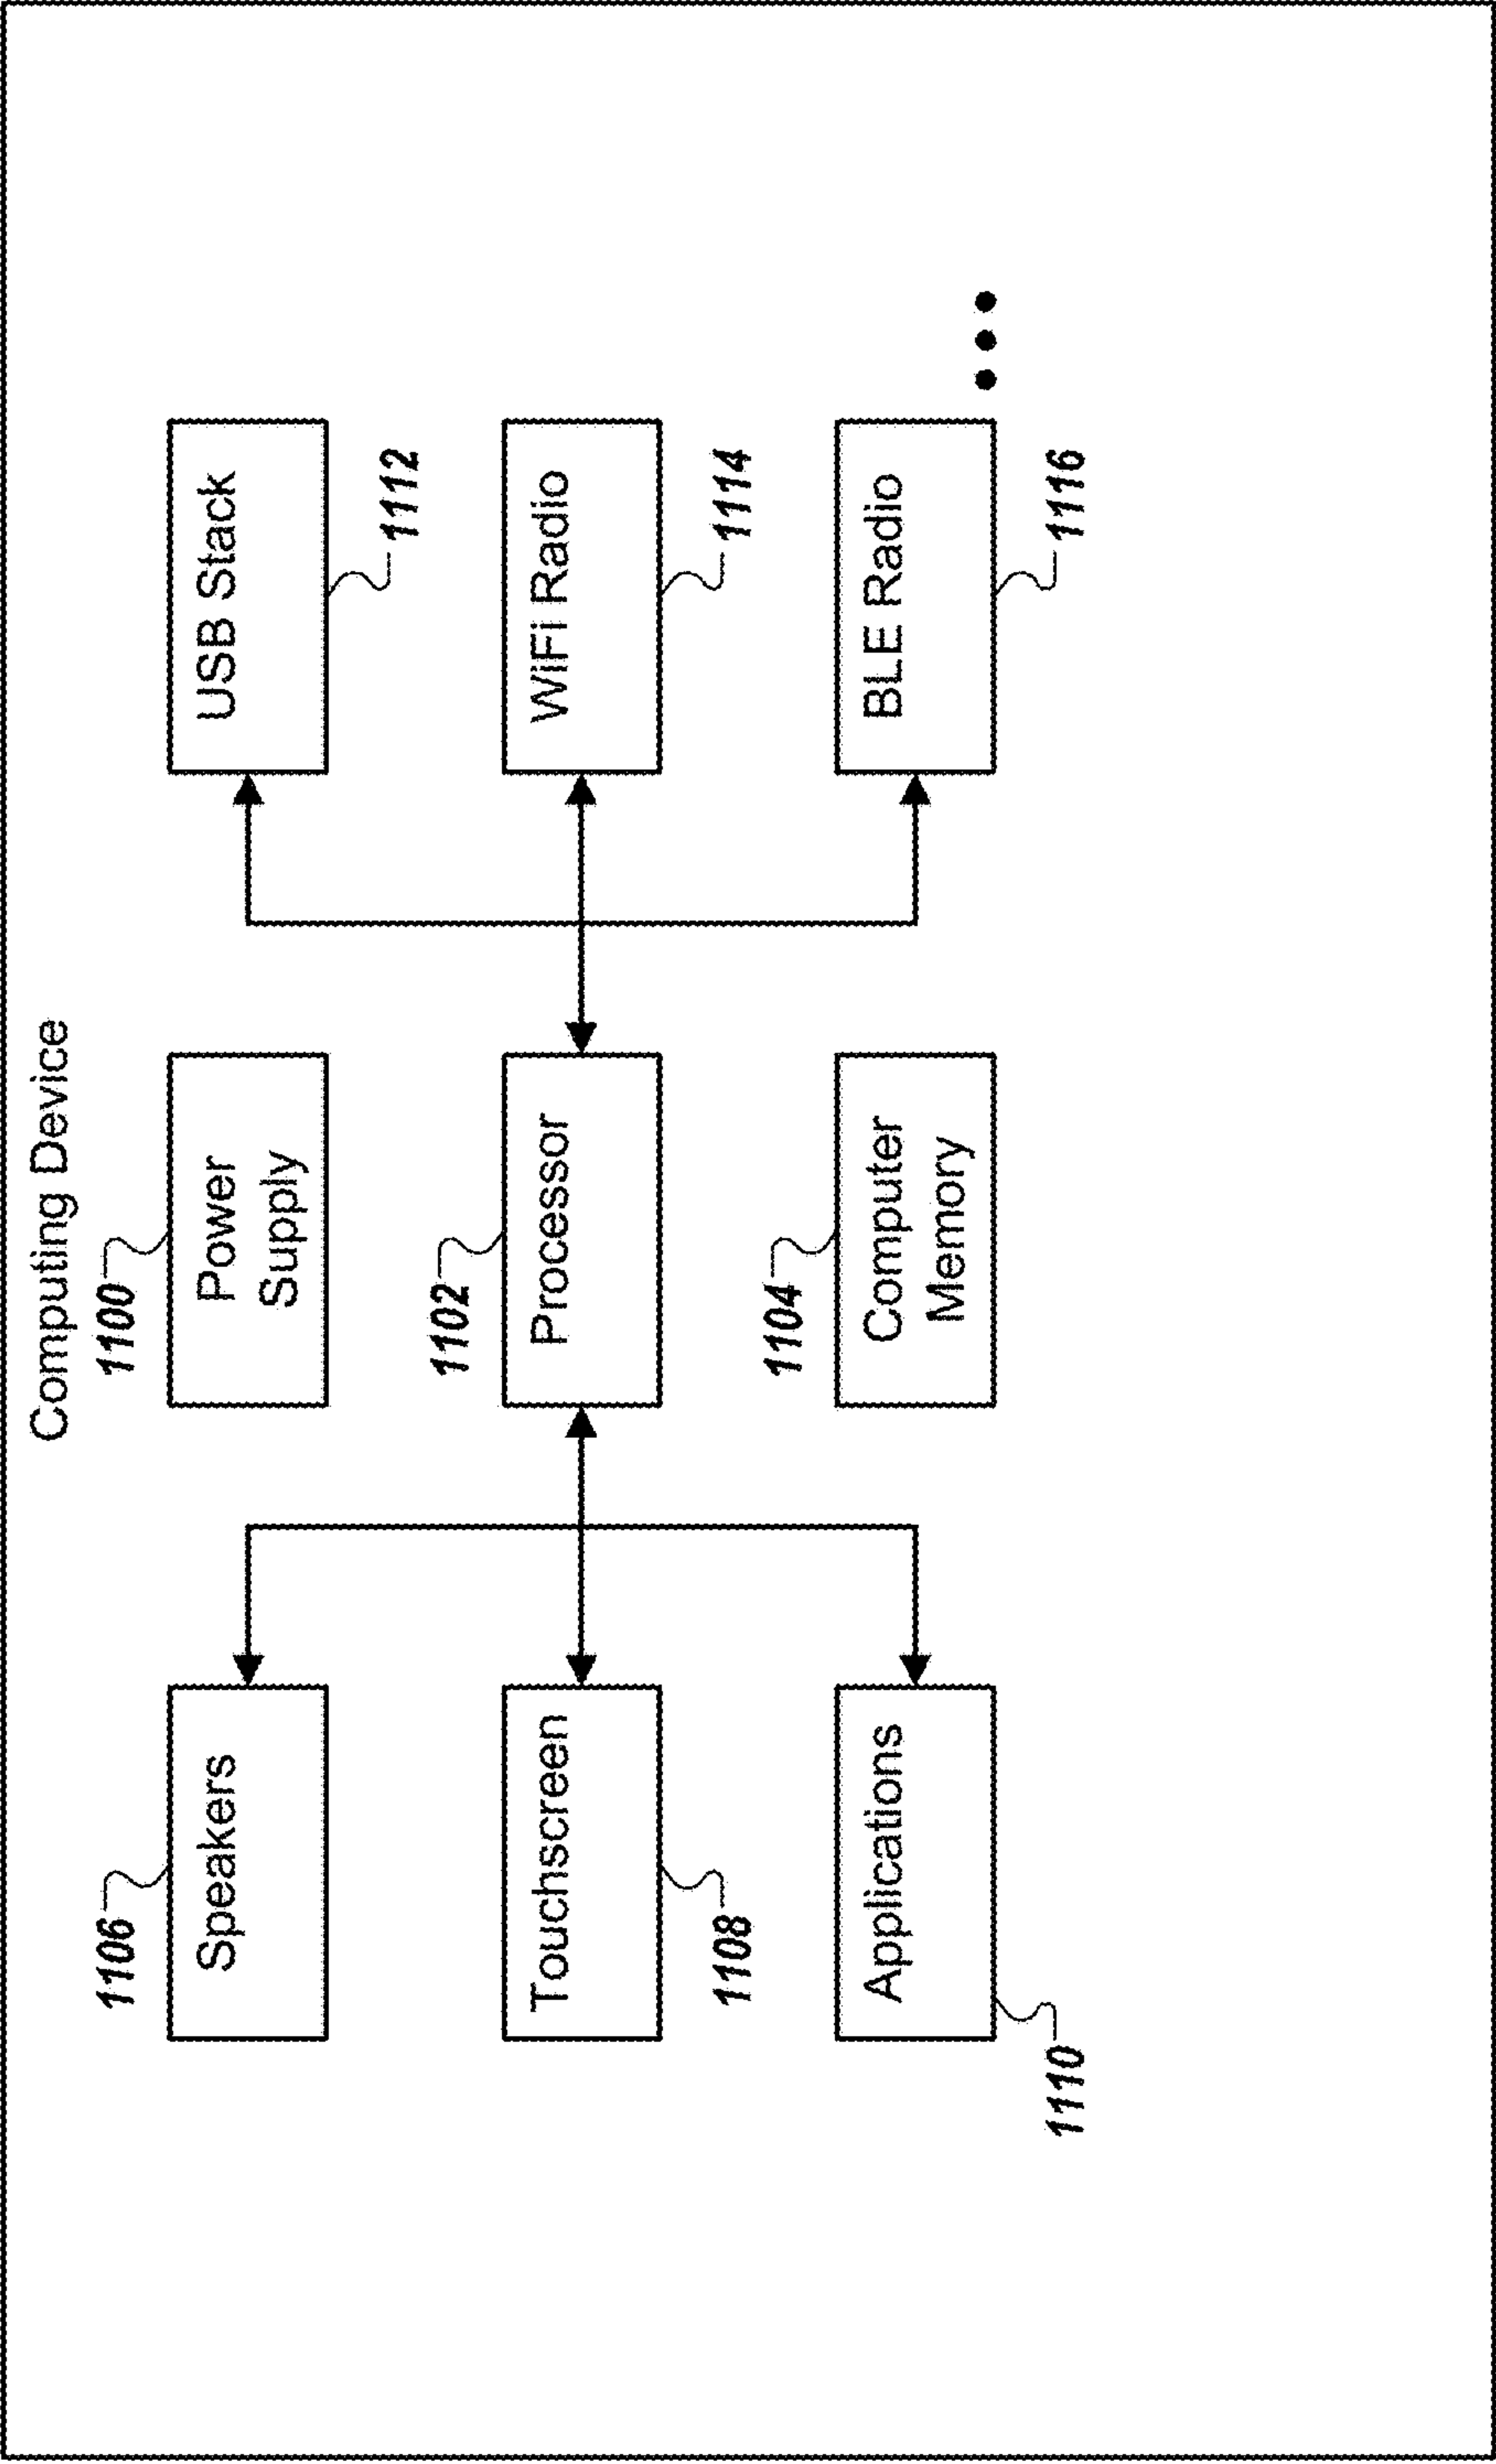 Computing Device
1106
Speakers
1100
Power
Supply
USB Stack
1112
1102
Touchscreen
1108
Processor
WiFi Radio
1114
1104
Applications
1110
Computer
Memory
BLE Radio
1116